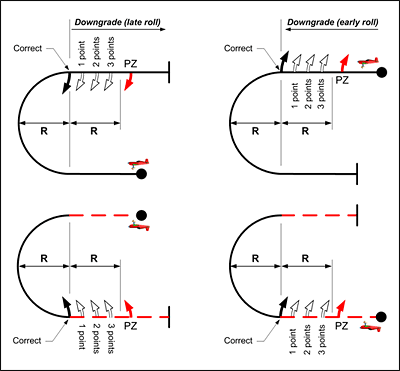 Downgrade (late roll)
Correct
1 point
2 points
3 points
PZ
R
R
Downgrade (early roll)
Correct
PZ
1 point
2 points
3 points
R
R
R
R
Correct
1 point
2 points
3 points
PZ
R
R
Correct
1 point
2 points
3 points
PZ